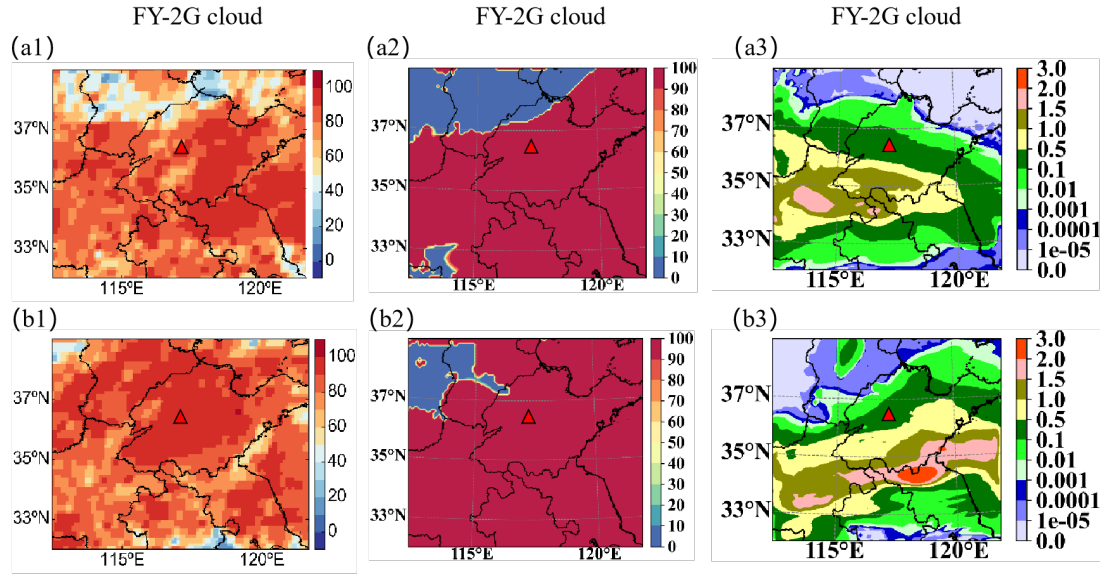 FY-2G cloud FY-2G cloud FY-2G cloud
(a1) (a2) (a3)
37°N
35°N
33°N
115°E 120°E
100
80
60
40
20
0
37°N
35°N
33°N
115°E 120°E
100
90
80
70
60
50
40
30
20
10
0
37°N
35°N
33°N
115°E 120°E
3.0
2.0
1.5
1.0
0.5
0.1
0.01
0.001
0.0001
1e-05
0.0
(b1) (b2) (b3)
37°N
35°N
33°N
115°E 120°E
100
80
60
40
20
0
37°N
35°N
33°N
115°E 120°E
100
90
80
70
60
50
40
30
20
10
0
37°N
35°N
33°N
115°E 120°E
3.0
2.0
1.5
1.0
0.5
0.1
0.01
0.001
0.0001
1e-05
0.0